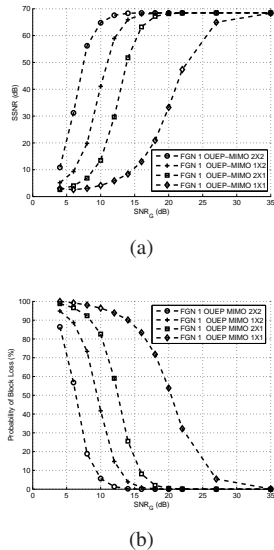 70
60
50
40
30
20
10
0
SSNR
0 5 10 15 20 25 30 35
SNR_G (dB)
FGN 1 OUEP−MIMO 2X2
FGN 1 OUEP−MIMO 1X2
FGN 1 OUEP−MIMO 2X1
FGN 1 OUEP−MIMO 1X1
(a)
100
90
80
70
60
50
40
30
20
10
0
Probability of Block Loss (%)
0 5 10 15 20 25 30 35
SNR_G (dB)
FGN 1 OUEP MIMO 2X2
FGN 1 OUEP MIMO 1X2
FGN 1 OUEP MIMO 2X1
FGN 1 OUEP MIMO 1X1
(b)